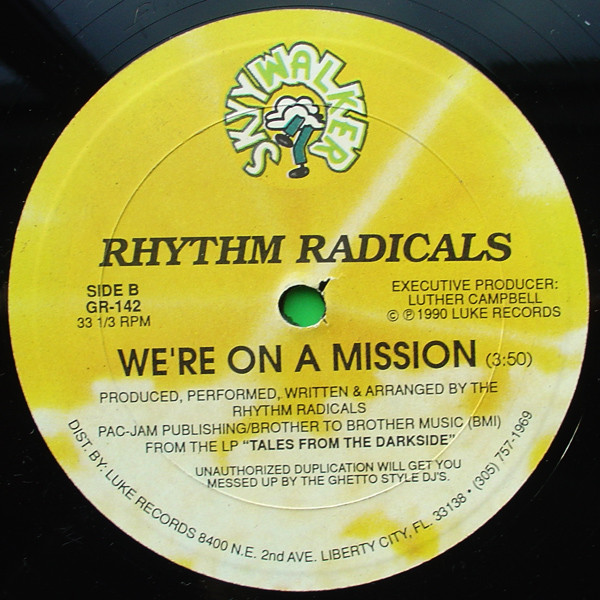 SKYYWALKER
RHYTHM RADICALS
SIDE B
GR-142
33 1/3 RPM
EXECUTIVE PRODUCER:
LUTHER CAMPBELL
© ℗ 1990 LUKE RECORDS
WE'RE ON A MISSION (3:50)
PRODUCED, PERFORMED, WRITTEN & ARRANGED BY THE
RHYTHM RADICALS
PAC-JAM PUBLISHING/BROTHER TO BROTHER MUSIC (BMI)
FROM THE LP “TALES FROM THE DARKSIDE”
UNAUTHORIZED DUPLICATION WILL GET YOU
MESSED UP BY THE GHETTO STYLE DJ'S.
DIST. BY: LUKE RECORDS 8400 N.E. 2nd AVE. LIBERTY CITY, FL. 33138 • (305) 757-1969